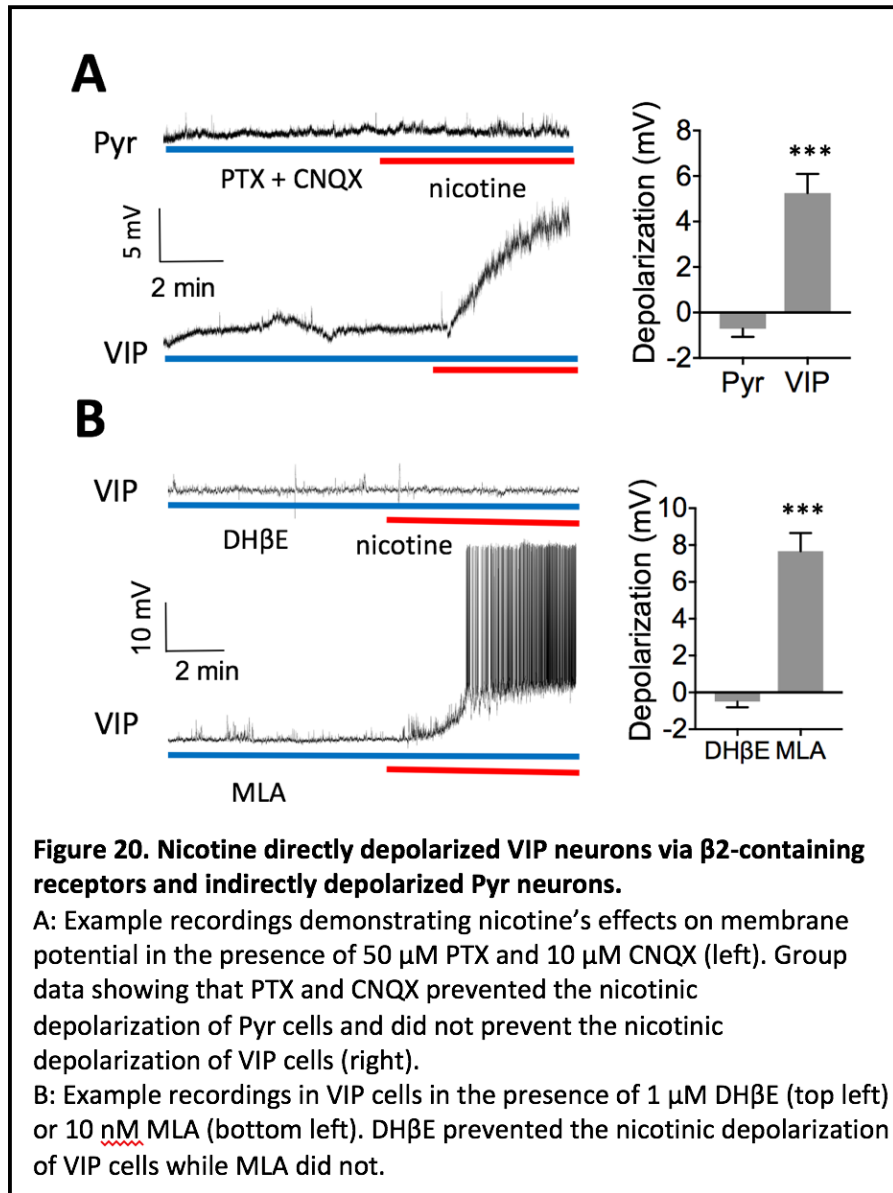 A
Pyr
PTX + CNQX
nicotine
5 mV
2 min
VIP
Depolarization (mV)
8
6
4
2
0
-2
***
Pyr
VIP
B
VIP
DHβE
nicotine
10 mV
2 min
VIP
MLA
Depolarization (mV)
10
8
6
4
2
0
-2
***
DHβE
MLA
Figure 20. Nicotine directly depolarized VIP neurons via β2-containing
receptors and indirectly depolarized Pyr neurons.
A: Example recordings demonstrating nicotine’s effects on membrane
potential in the presence of 50 μM PTX and 10 μM CNQX (left). Group
data showing that PTX and CNQX prevented the nicotinic
depolarization of Pyr cells and did not prevent the nicotinic
depolarization of VIP cells (right).
B: Example recordings in VIP cells in the presence of 1 μM DHβE (top left)
or 10 nM MLA (bottom left). DHβE prevented the nicotinic depolarization
of VIP cells while MLA did not.